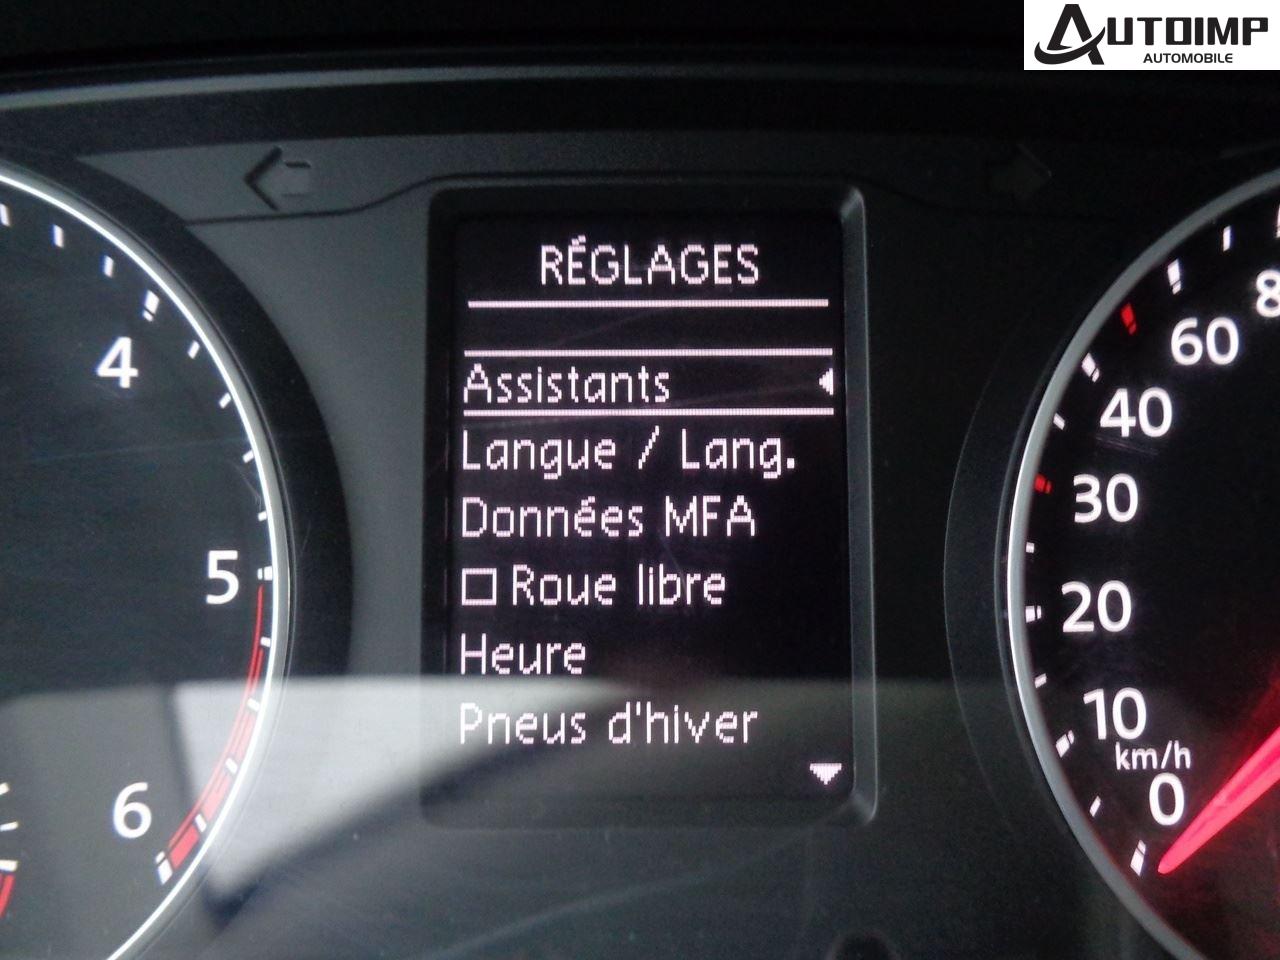 AUTOIMP
AUTOMOBILE
RÉGLAGES
Assistants
Langue / Lang.
Données MFA
Roue libre
Heure
Pneus d'hiver
4
5
6
8
60
40
30
20
10
km/h
0